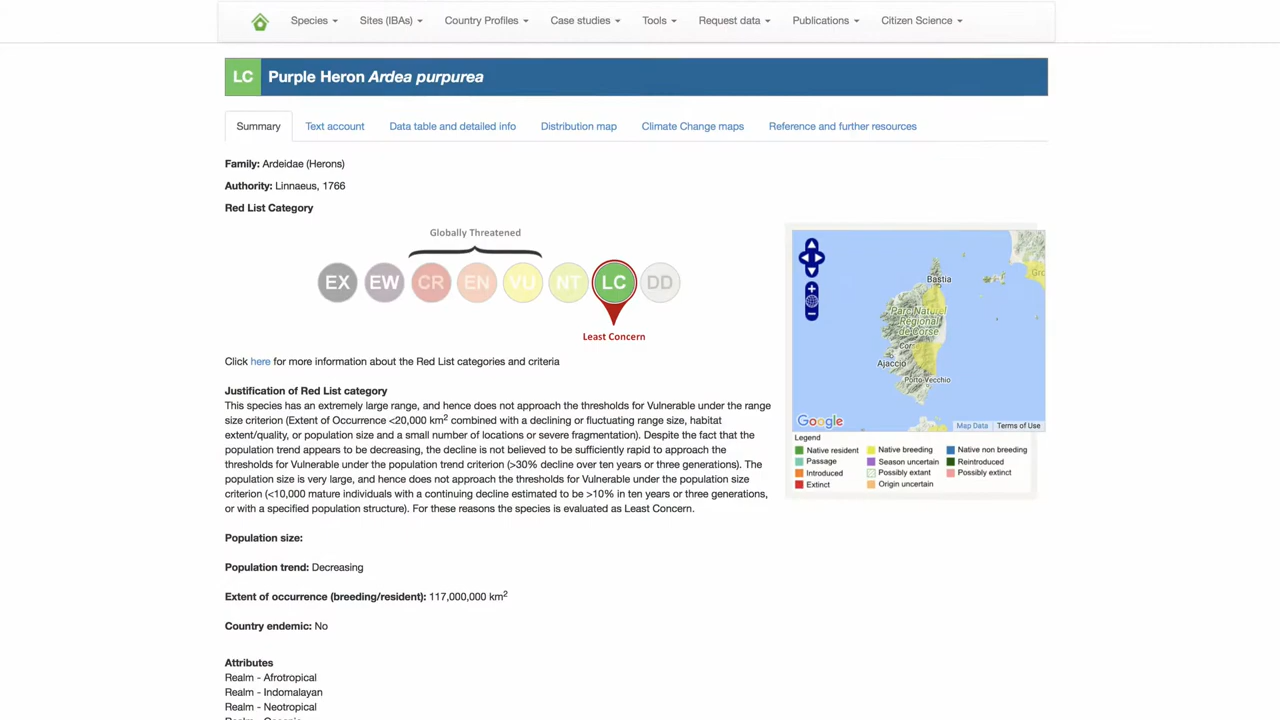 Species Sites (IBAs) Country Profiles Case studies Tools Request data Publications Citizen Science
LC Purple Heron Ardea purpurea
Summary Text account Data table and detailed info Distribution map Climate Change maps Reference and further resources
Family: Ardeidae (Herons)
Authority: Linnaeus, 1766
Red List Category
Globally Threatened
EX EW CR EN VU NT LC DD
Least Concern
Click here for more information about the Red List categories and criteria
Justification of Red List category
This species has an extremely large range, and hence does not approach the thresholds for Vulnerable under the range
size criterion (Extent of Occurrence <20,000 km2 combined with a declining or fluctuating range size, habitat
extent/quality, or population size and a small number of locations or severe fragmentation). Despite the fact that the
population trend appears to be decreasing, the decline is not believed to be sufficiently rapid to approach the
thresholds for Vulnerable under the population trend criterion (>30% decline over ten years or three generations). The
population size is very large, and hence does not approach the thresholds for Vulnerable under the population size
criterion (<10,000 mature individuals with a continuing decline estimated to be >10% in ten years or three generations,
or with a specified population structure). For these reasons the species is evaluated as Least Concern.
Population size:
Population trend: Decreasing
Extent of occurrence (breeding/resident): 117,000,000 km2
Country endemic: No
Attributes
Realm - Afrotropical
Realm - Indomalayan
Realm - Neotropical
Bastia
Parc Naturel
Régional
de Corse
Ajaccio
Porto-Vecchio
Google
Map Data Terms of Use
Legend
Native resident Native breeding Native non breeding
Passage Season uncertain Reintroduced
Introduced Possibly extant Possibly extinct
Extinct Origin uncertain